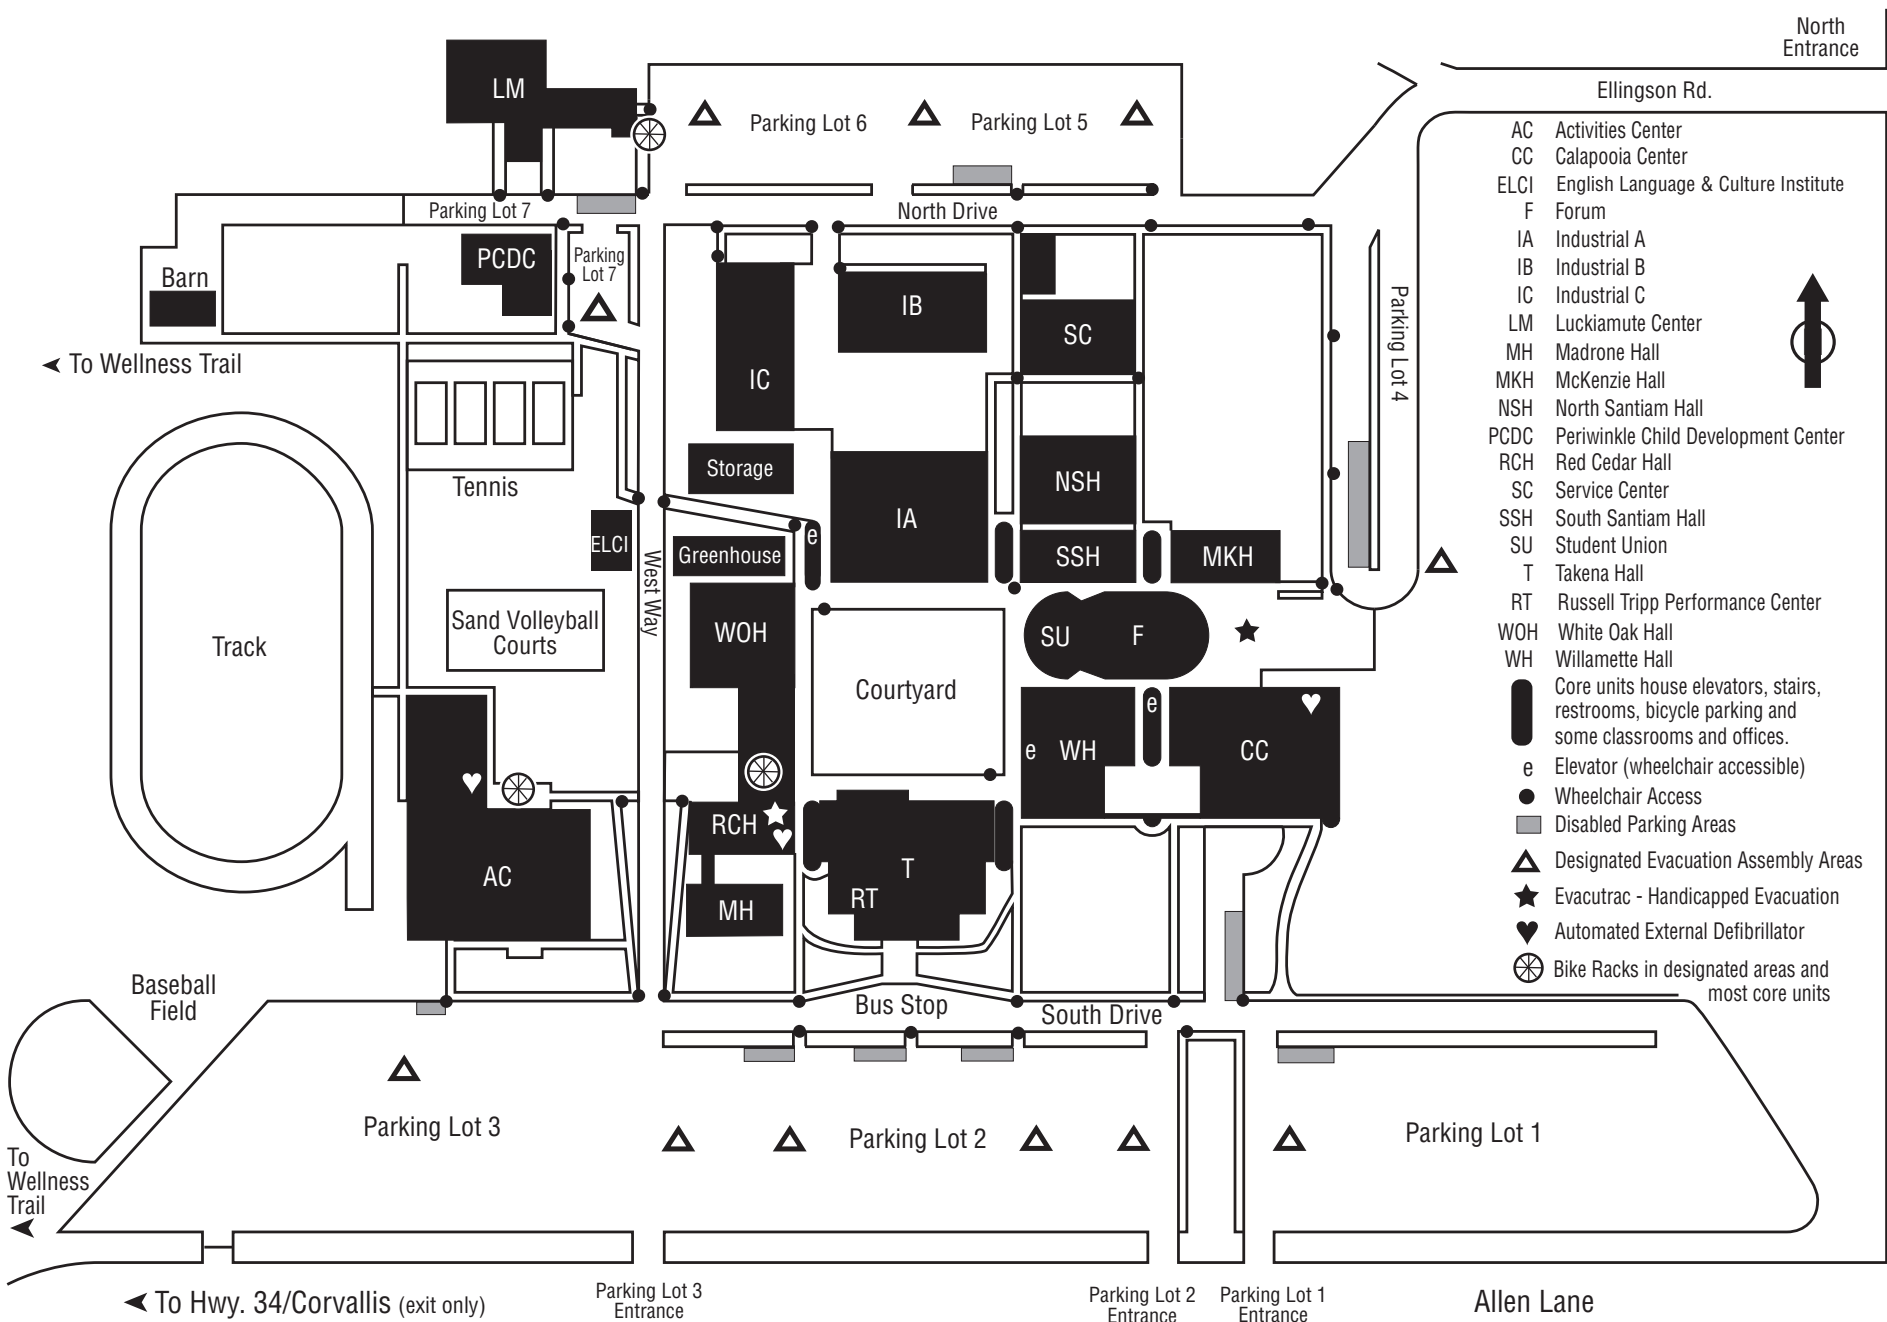 North
Entrance
Ellingson Rd.
LM
Parking Lot 6
Parking Lot 5
Parking Lot 7
North Drive
PCDC
Parking
Lot 7
Barn
IB
SC
IC
Parking Lot 4
To Wellness Trail
Tennis
Storage
NSH
IA
e
ELCI
Greenhouse
SSH
MKH
West Way
Sand Volleyball
Courts
WOH
SU
F
Track
Courtyard
e
e
WH
CC
RCH
AC
T
RT
MH
Baseball
Field
Bus Stop
South Drive
Parking Lot 3
Parking Lot 2
Parking Lot 1
To
Wellness
Trail
To Hwy. 34/Corvallis (exit only)
Parking Lot 3
Entrance
Parking Lot 2
Entrance
Parking Lot 1
Entrance
Allen Lane
AC Activities Center
CC Calapooia Center
ELCI English Language & Culture Institute
F Forum
IA Industrial A
IB Industrial B
IC Industrial C
LM Luckiamute Center
MH Madrone Hall
MKH McKenzie Hall
NSH North Santiam Hall
PCDC Periwinkle Child Development Center
RCH Red Cedar Hall
SC Service Center
SSH South Santiam Hall
SU Student Union
T Takena Hall
RT Russell Tripp Performance Center
WOH White Oak Hall
WH Willamette Hall
Core units house elevators, stairs,
restrooms, bicycle parking and
some classrooms and offices.
e Elevator (wheelchair accessible)
Wheelchair Access
Disabled Parking Areas
Designated Evacuation Assembly Areas
Evacutrac - Handicapped Evacuation
Automated External Defibrillator
Bike Racks in designated areas and
most core units